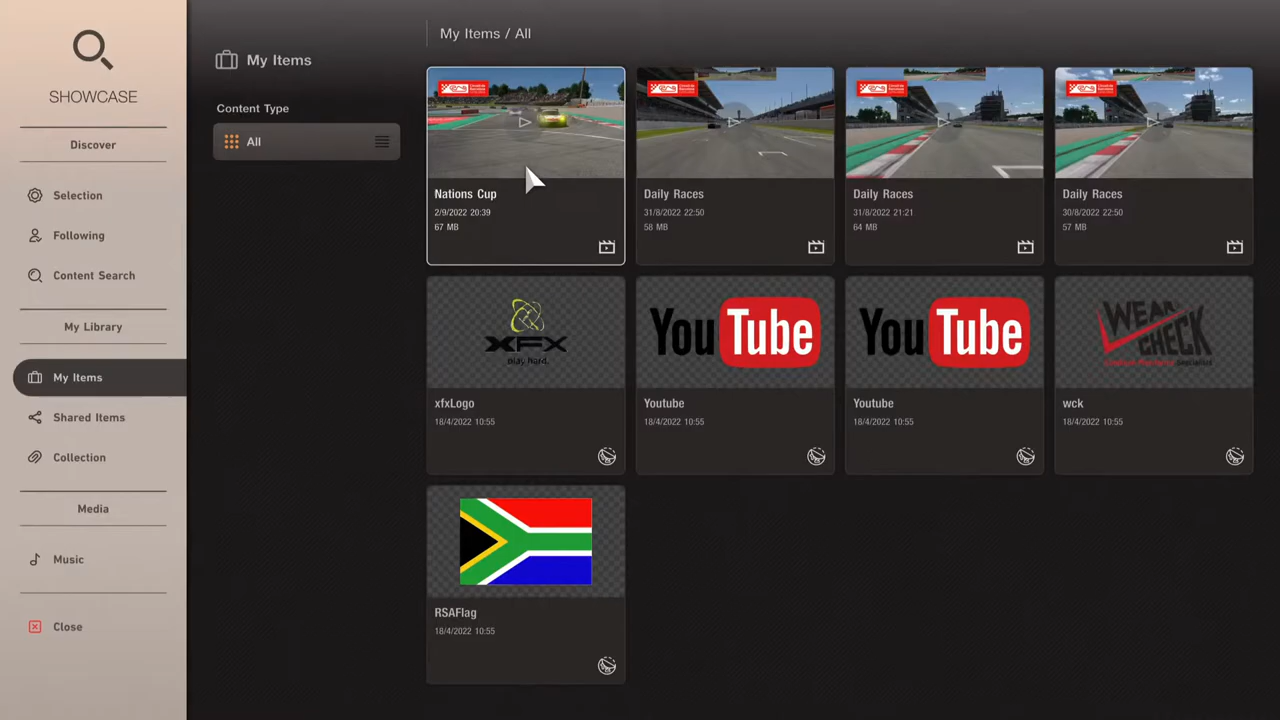 SHOWCASE
Discover
Selection
Following
Content Search
My Library
My Items
Shared Items
Collection
Media
Music
Close
My Items
Content Type
All
My Items / All
Nations Cup
2/9/2022 20:39
67 MB
Daily Races
31/8/2022 22:50
58 MB
Daily Races
31/8/2022 21:21
64 MB
Daily Races
30/8/2022 22:50
57 MB
XFX
play hard.
xfxLogo
18/4/2022 10:55
YouTube
Youtube
18/4/2022 10:55
YouTube
Youtube
18/4/2022 10:55
WEAR
CHECK
wck
18/4/2022 10:55
RSAFlag
18/4/2022 10:55